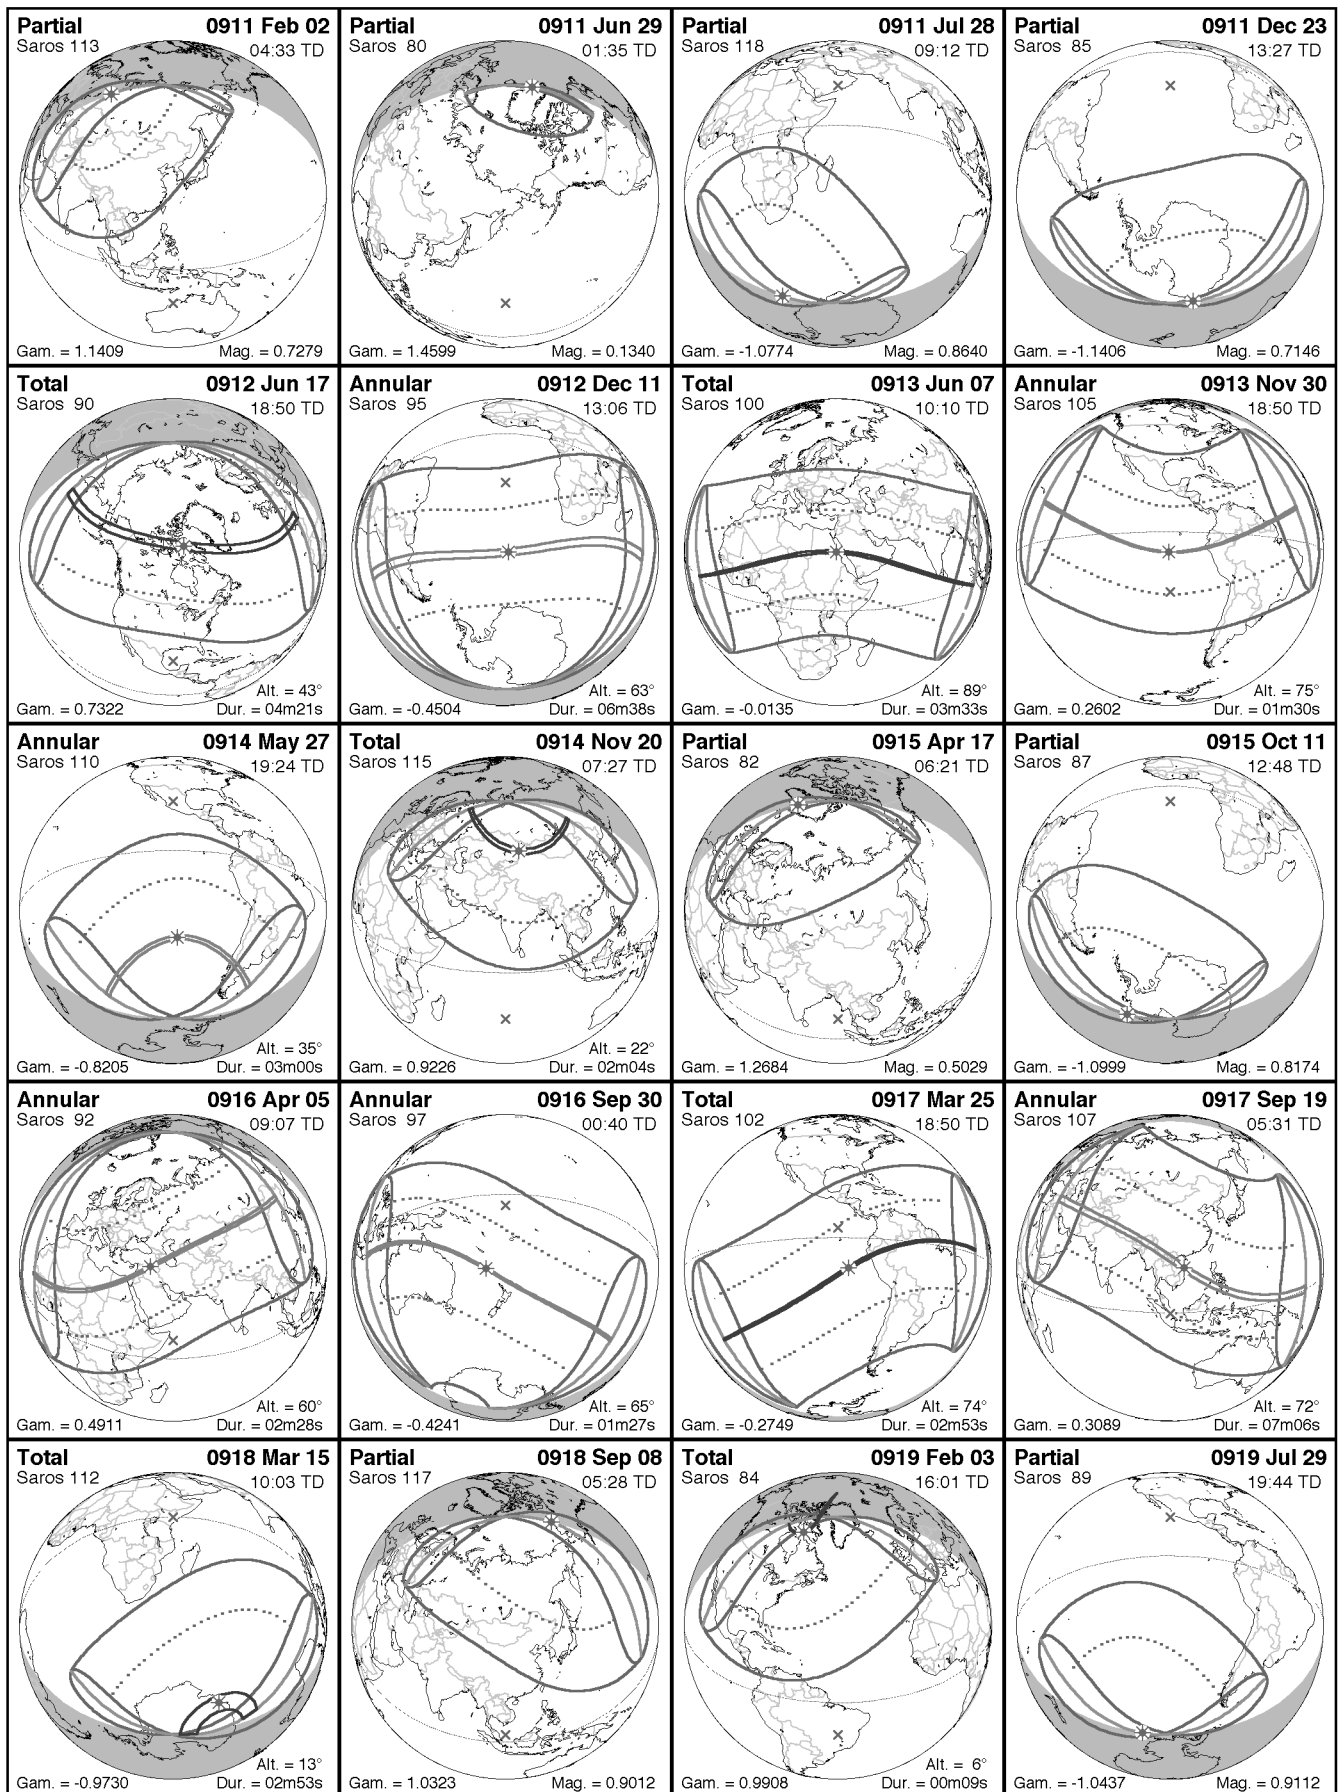 Partial 0911 Feb 02
Saros 113 04:33 TD
Gam. = 1.1409 Mag. = 0.7279
Partial 0911 Jun 29
Saros 80 01:35 TD
Gam. = 1.4599 Mag. = 0.1340
Partial 0911 Jul 28
Saros 118 09:12 TD
Gam. = -1.0774 Mag. = 0.8640
Partial 0911 Dec 23
Saros 85 13:27 TD
Gam. = -1.1406 Mag. = 0.7146
Total 0912 Jun 17
Saros 90 18:50 TD
Alt. = 43°
Gam. = 0.7322 Dur. = 04m21s
Annular 0912 Dec 11
Saros 95 13:06 TD
Alt. = 63°
Gam. = -0.4504 Dur. = 06m38s
Total 0913 Jun 07
Saros 100 10:10 TD
Alt. = 89°
Gam. = -0.0135 Dur. = 03m33s
Annular 0913 Nov 30
Saros 105 18:50 TD
Alt. = 75°
Gam. = 0.2602 Dur. = 01m30s
Annular 0914 May 27
Saros 110 19:24 TD
Alt. = 35°
Gam. = -0.8205 Dur. = 03m00s
Total 0914 Nov 20
Saros 115 07:27 TD
Alt. = 22°
Gam. = 0.9226 Dur. = 02m04s
Partial 0915 Apr 17
Saros 82 06:21 TD
Gam. = 1.2684 Mag. = 0.5029
Partial 0915 Oct 11
Saros 87 12:48 TD
Gam. = -1.0999 Mag. = 0.8174
Annular 0916 Apr 05
Saros 92 09:07 TD
Alt. = 60°
Gam. = 0.4911 Dur. = 02m28s
Annular 0916 Sep 30
Saros 97 00:40 TD
Alt. = 65°
Gam. = -0.4241 Dur. = 01m27s
Total 0917 Mar 25
Saros 102 18:50 TD
Alt. = 74°
Gam. = -0.2749 Dur. = 02m53s
Annular 0917 Sep 19
Saros 107 05:31 TD
Alt. = 72°
Gam. = 0.3089 Dur. = 07m06s
Total 0918 Mar 15
Saros 112 10:03 TD
Alt. = 13°
Gam. = -0.9730 Dur. = 02m53s
Partial 0918 Sep 08
Saros 117 05:28 TD
Gam. = 1.0323 Mag. = 0.9012
Total 0919 Feb 03
Saros 84 16:01 TD
Alt. = 6°
Gam. = 0.9908 Dur. = 00m09s
Partial 0919 Jul 29
Saros 89 19:44 TD
Gam. = -1.0437 Mag. = 0.9112